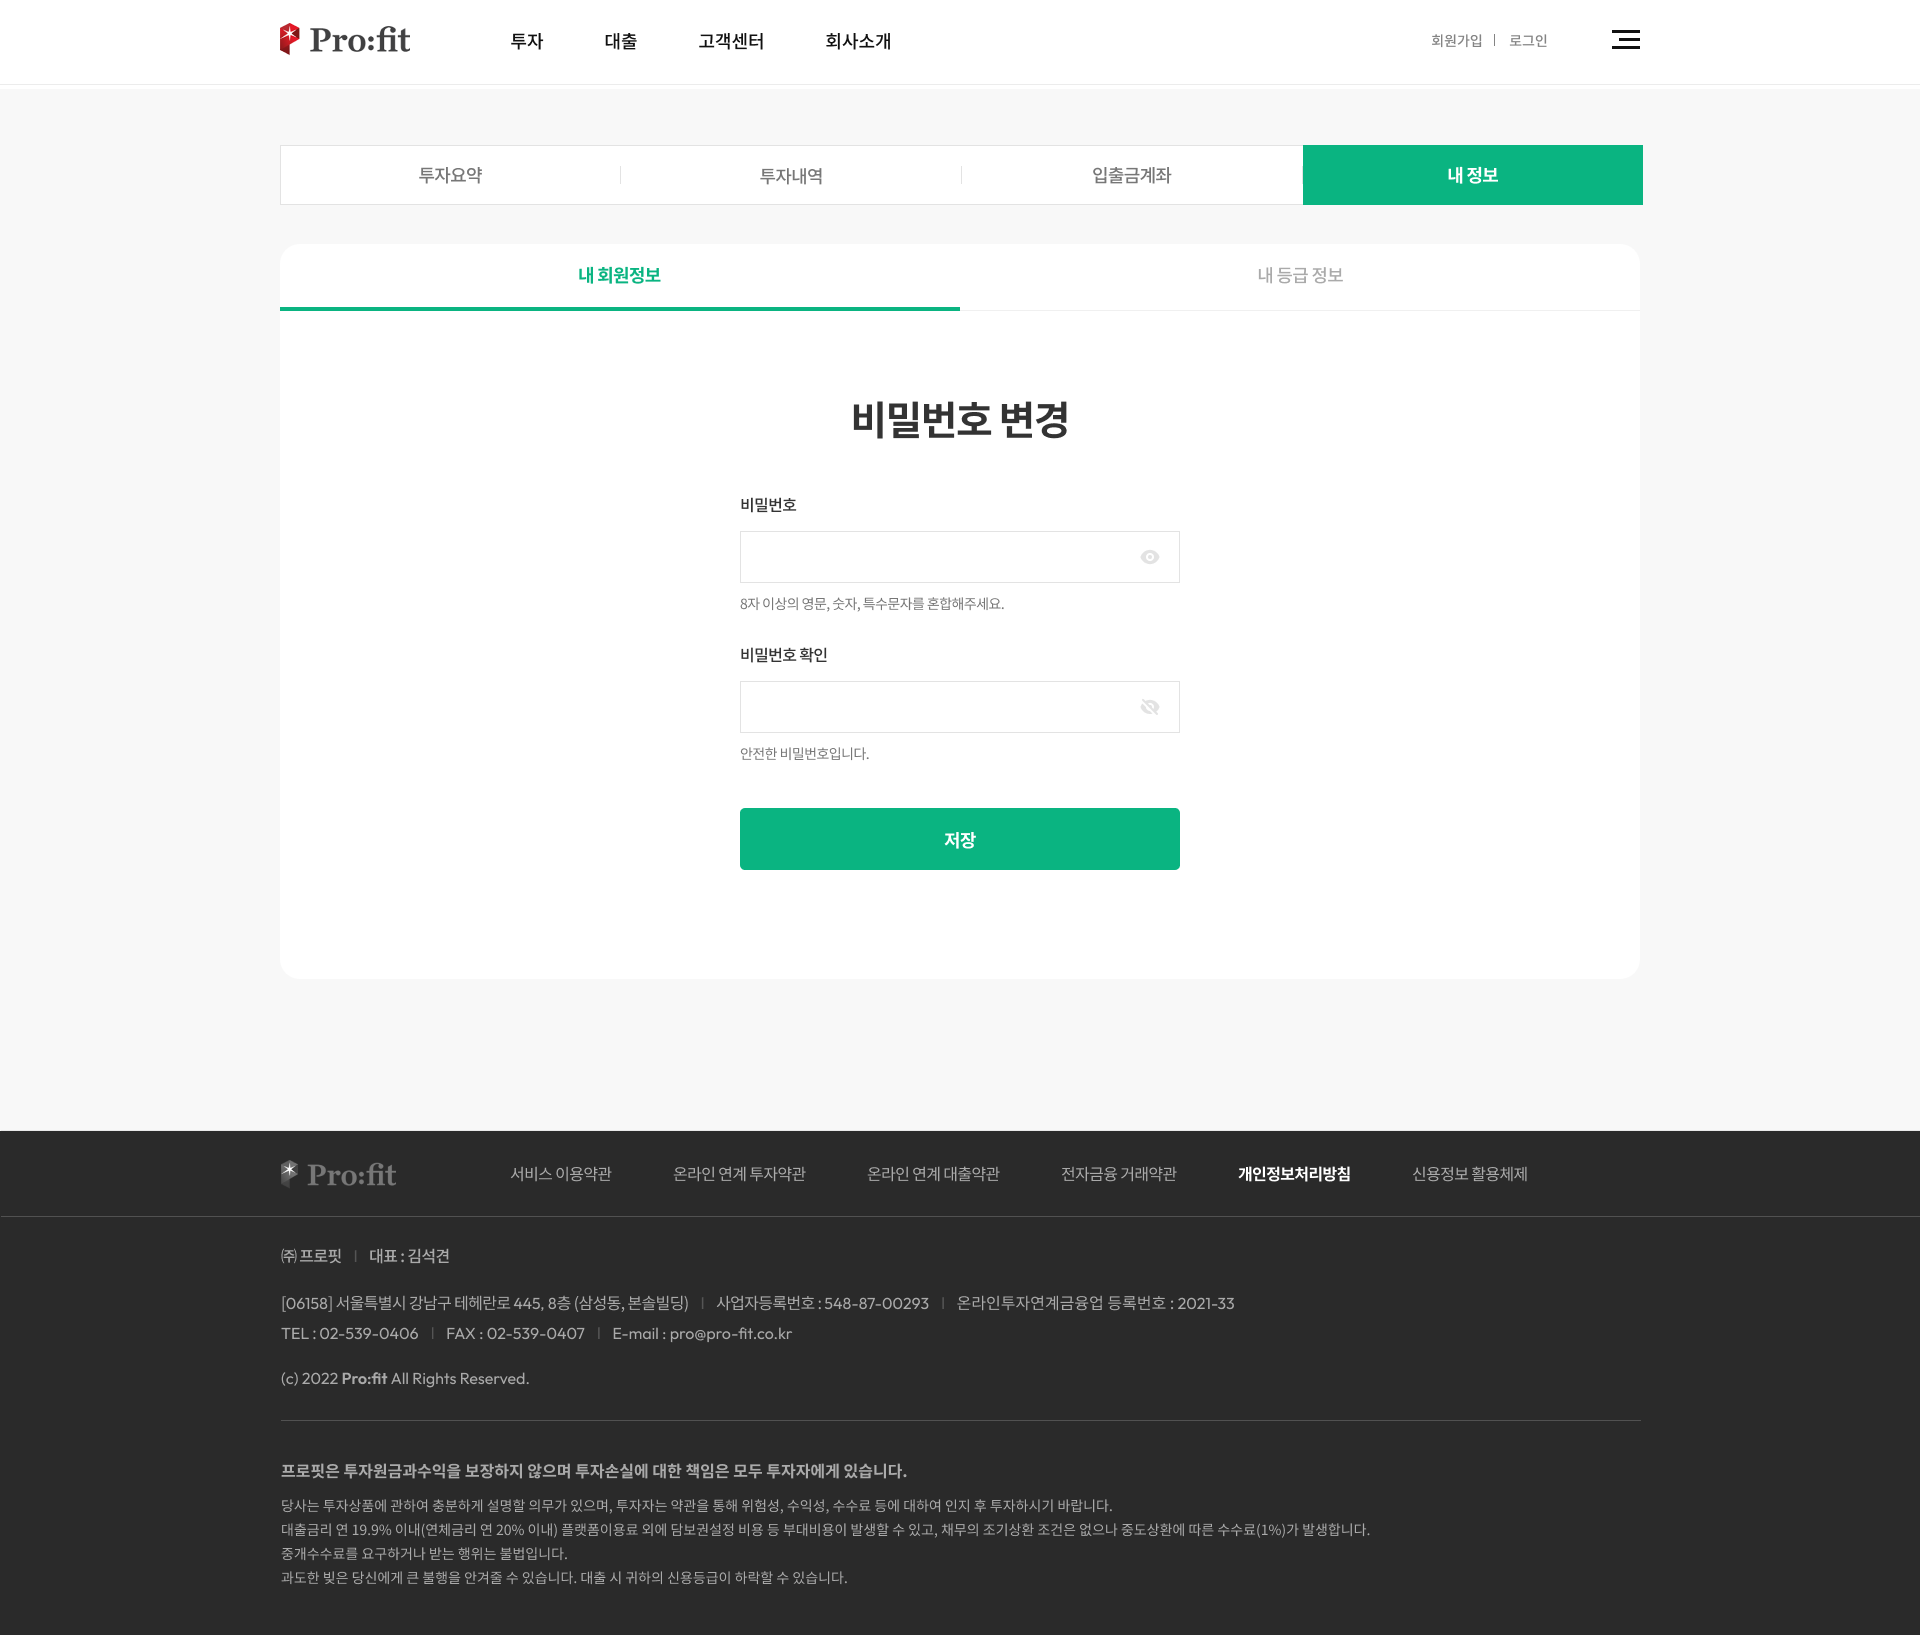 Pro:fit 투자 대출 고객센터 회사소개 회원가입 로그인
투자요약 투자내역 입출금계좌 내 정보
내 회원정보 내 등급 정보
비밀번호 변경
비밀번호
8자 이상의 영문, 숫자, 특수문자를 혼합해주세요.
비밀번호 확인
안전한 비밀번호입니다.
저장
Pro:fit 서비스 이용약관 온라인 연계 투자약관 온라인 연계 대출약관 전자금융 거래약관 개인정보처리방침 신용정보 활용체제
㈜ 프로핏 | 대표 : 김석견
[06158] 서울특별시 강남구 테헤란로 445, 8층 (삼성동, 본솔빌딩) | 사업자등록번호 : 548-87-00293 | 온라인투자연계금융업 등록번호 : 2021-33
TEL : 02-539-0406 | FAX : 02-539-0407 | E-mail : pro@pro-fit.co.kr
(c) 2022 Pro:fit All Rights Reserved.
프로핏은 투자원금과수익을 보장하지 않으며 투자손실에 대한 책임은 모두 투자자에게 있습니다.
당사는 투자상품에 관하여 충분하게 설명할 의무가 있으며, 투자자는 약관을 통해 위험성, 수익성, 수수료 등에 대하여 인지 후 투자하시기 바랍니다.
대출금리 연 19.9% 이내(연체금리 연 20% 이내) 플랫폼이용료 외에 담보권설정 비용 등 부대비용이 발생할 수 있고, 채무의 조기상환 조건은 없으나 중도상환에 따른 수수료(1%)가 발생합니다.
중개수수료를 요구하거나 받는 행위는 불법입니다.
과도한 빚은 당신에게 큰 불행을 안겨줄 수 있습니다. 대출 시 귀하의 신용등급이 하락할 수 있습니다.